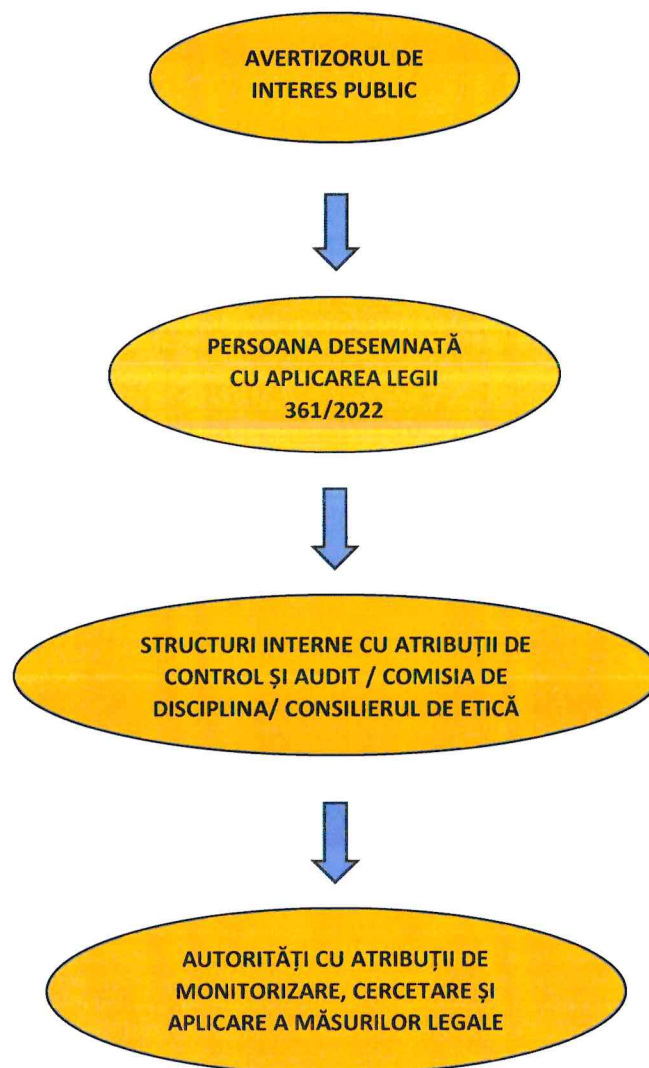 AVERTIZORUL DE
INTERES PUBLIC
PERSOANA DESEMNATĂ
CU APLICAREA LEGII
361/2022
STRUCTURI INTERNE CU ATRIBUȚII DE
CONTROL ȘI AUDIT / COMISIA DE
DISCIPLINA/ CONSILIERUL DE ETICĂ
AUTORITĂȚI CU ATRIBUȚII DE
MONITORIZARE, CERCETARE ȘI
APLICARE A MĂSURILOR LEGALE